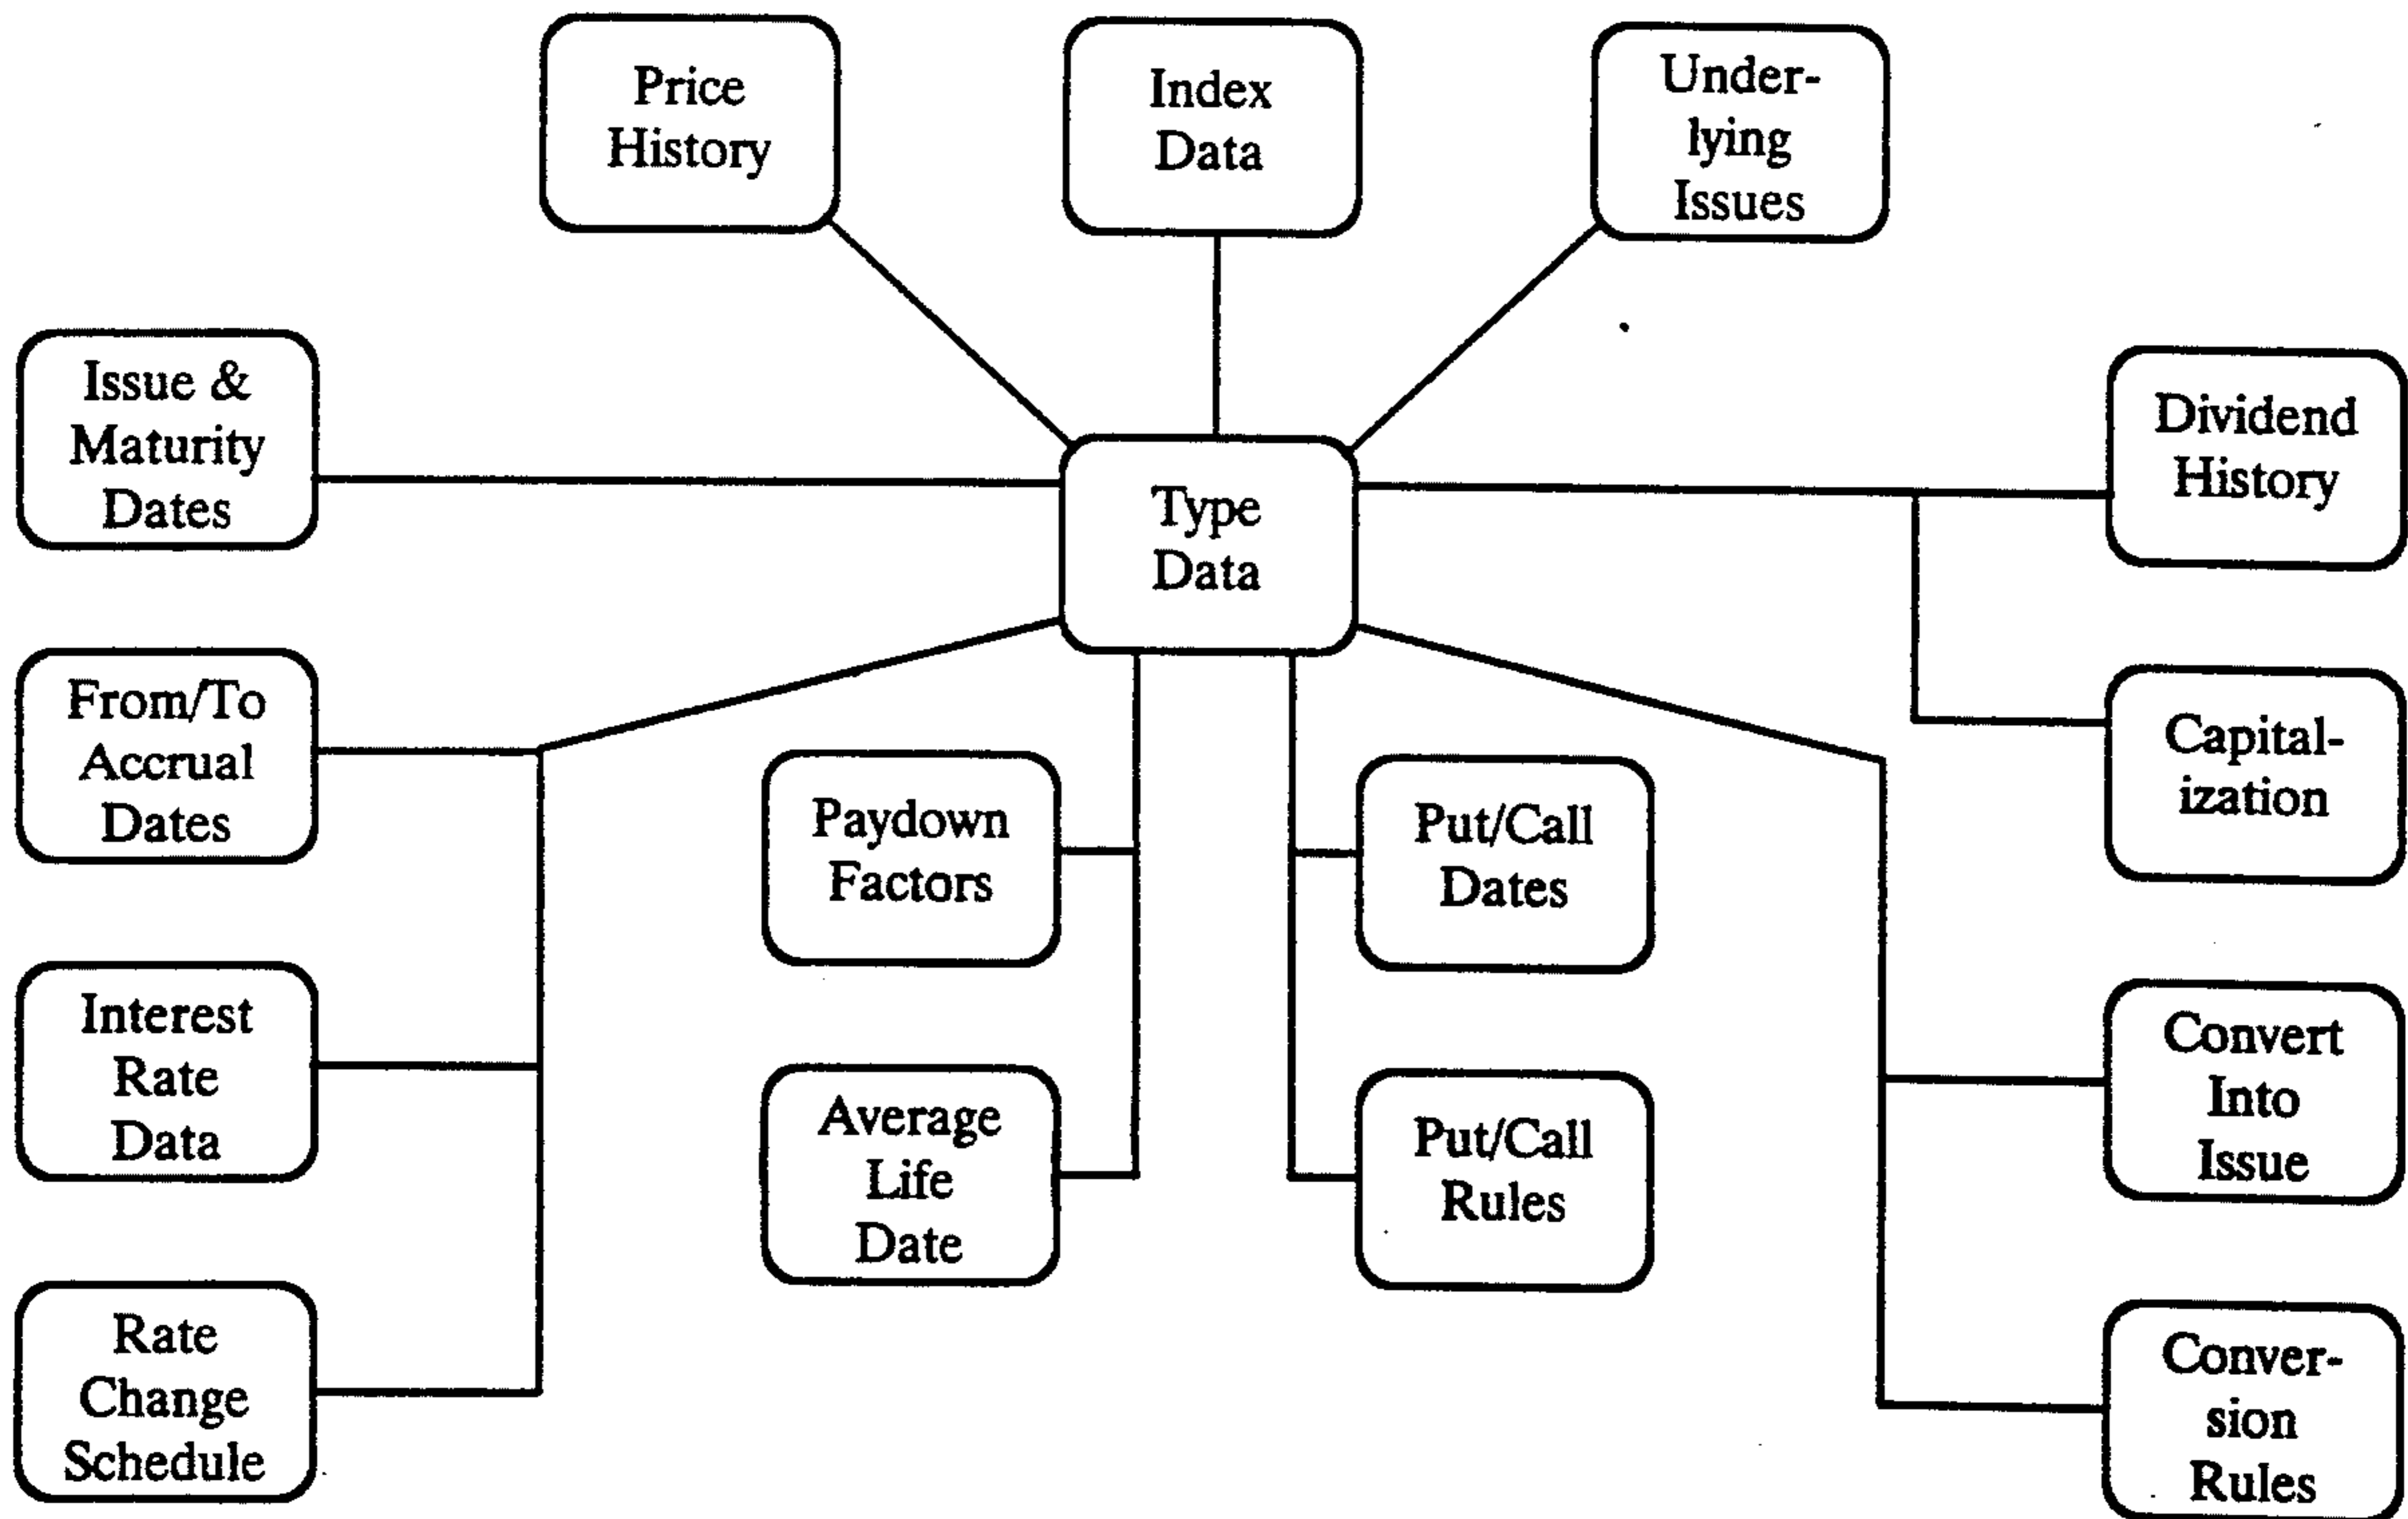 Price
History
Index
Data
Under-
lying
Issues
Issue &
Maturity
Dates
Type
Data
Dividend
History
From/To
Accrual
Dates
Paydown
Factors
Put/Call
Dates
Capital-
ization
Interest
Rate
Data
Average
Life
Date
Put/Call
Rules
Convert
Into
Issue
Rate
Change
Schedule
Conver-
sion
Rules